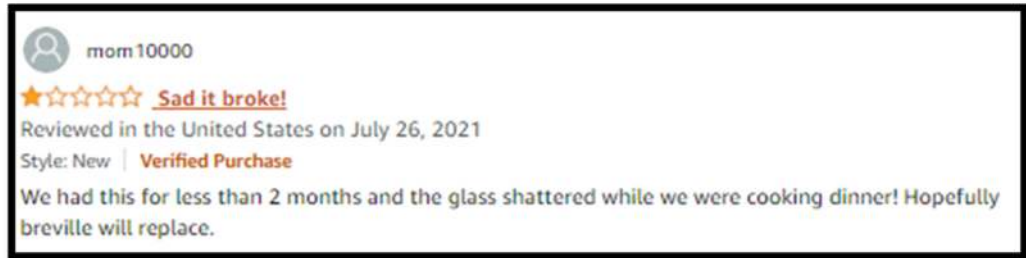 mom10000
Sad it broke!
Reviewed in the United States on July 26, 2021
Style: New | Verified Purchase
We had this for less than 2 months and the glass shattered while we were cooking dinner! Hopefully
breville will replace.